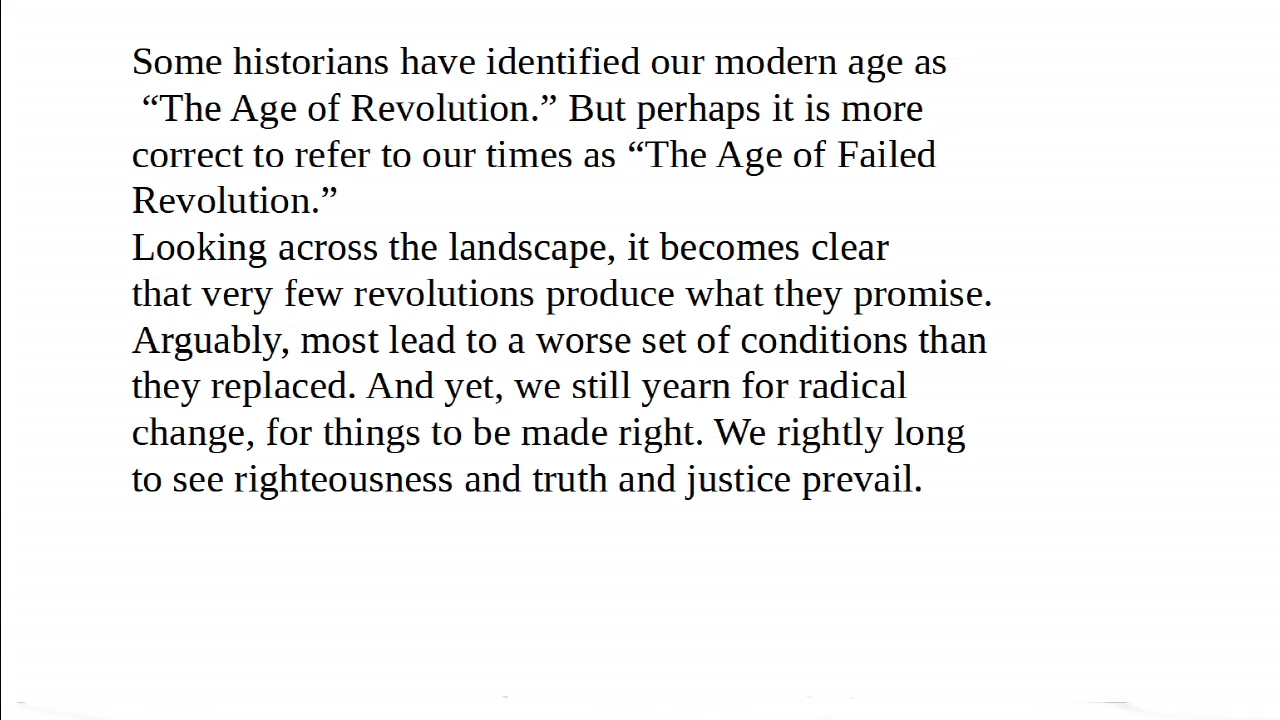 Some historians have identified our modern age as
“The Age of Revolution.” But perhaps it is more
correct to refer to our times as “The Age of Failed
Revolution.”
Looking across the landscape, it becomes clear
that very few revolutions produce what they promise.
Arguably, most lead to a worse set of conditions than
they replaced. And yet, we still yearn for radical
change, for things to be made right. We rightly long
to see righteousness and truth and justice prevail.